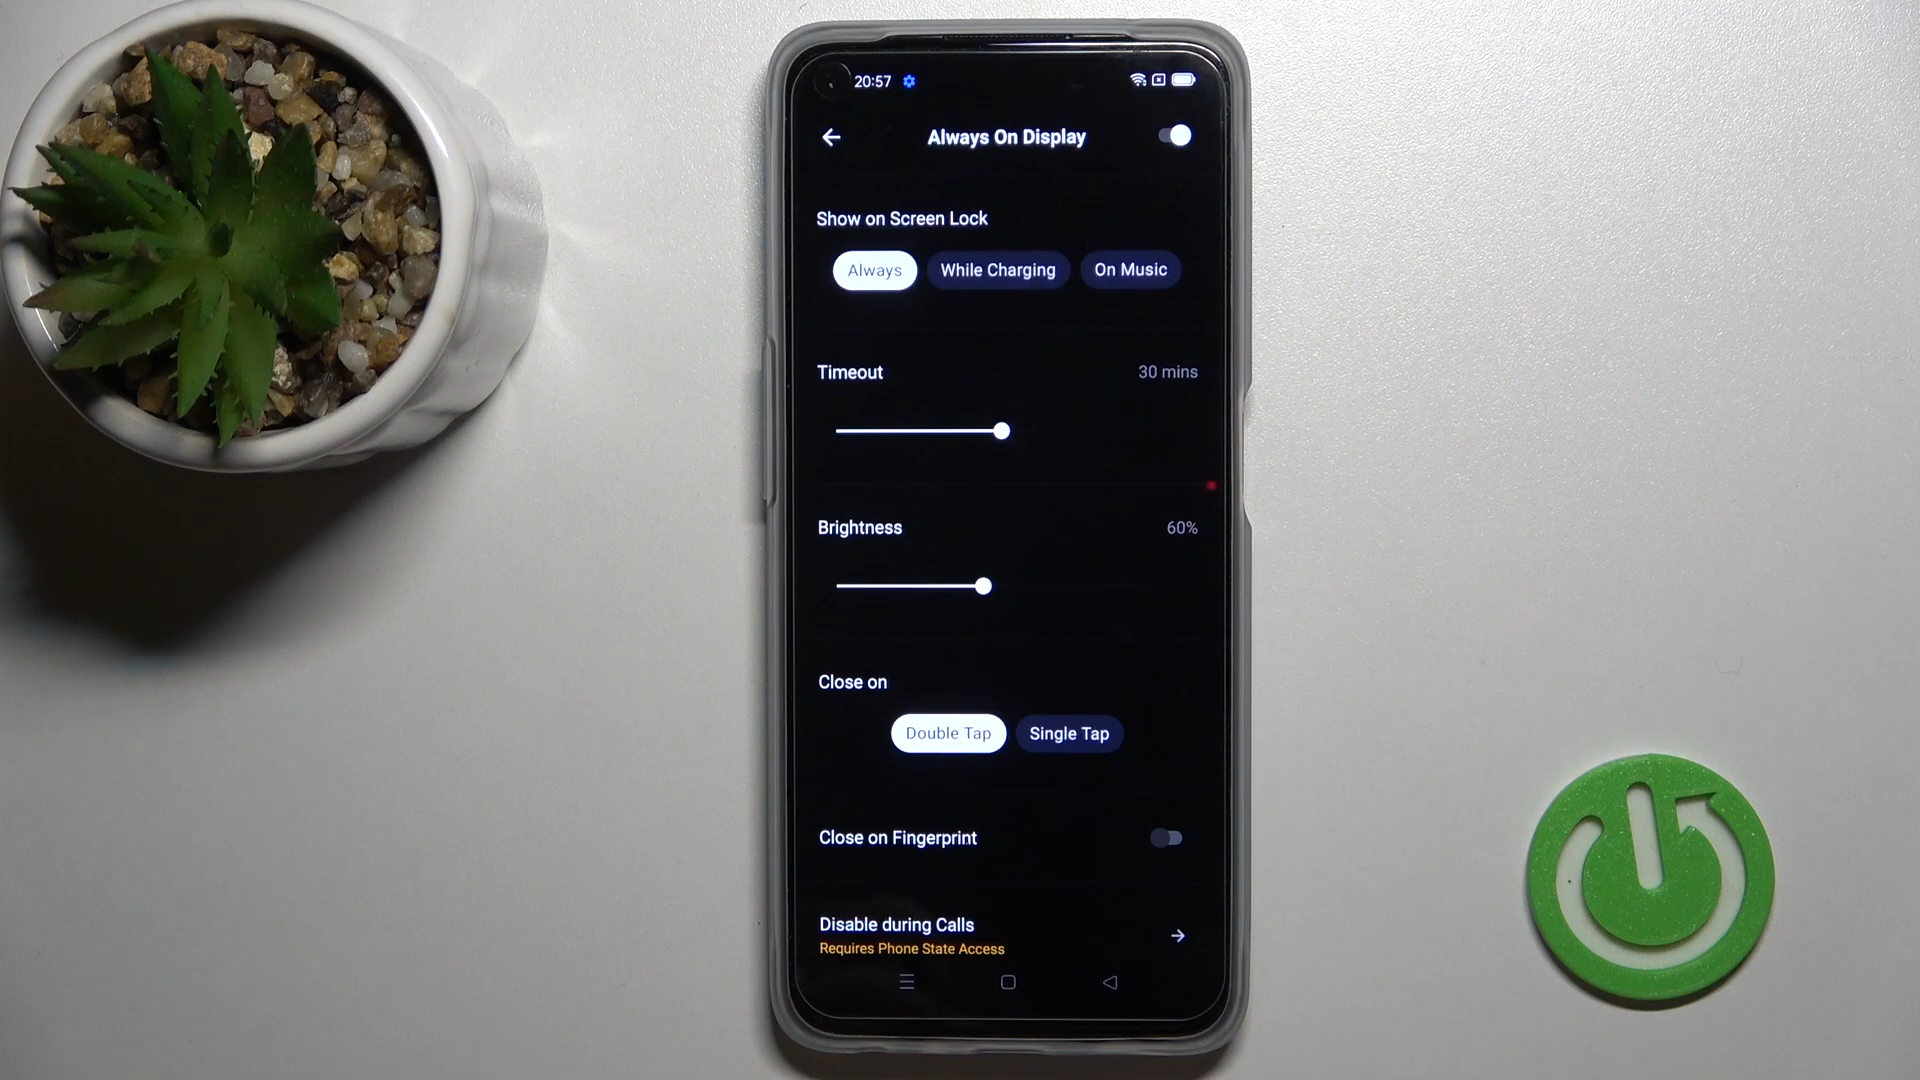 20:57
Always On Display
Show on Screen Lock
Always While Charging On Music
Timeout 30 mins
Brightness 60%
Close on
Double Tap Single Tap
Close on Fingerprint
Disable during Calls
Requires Phone State Access